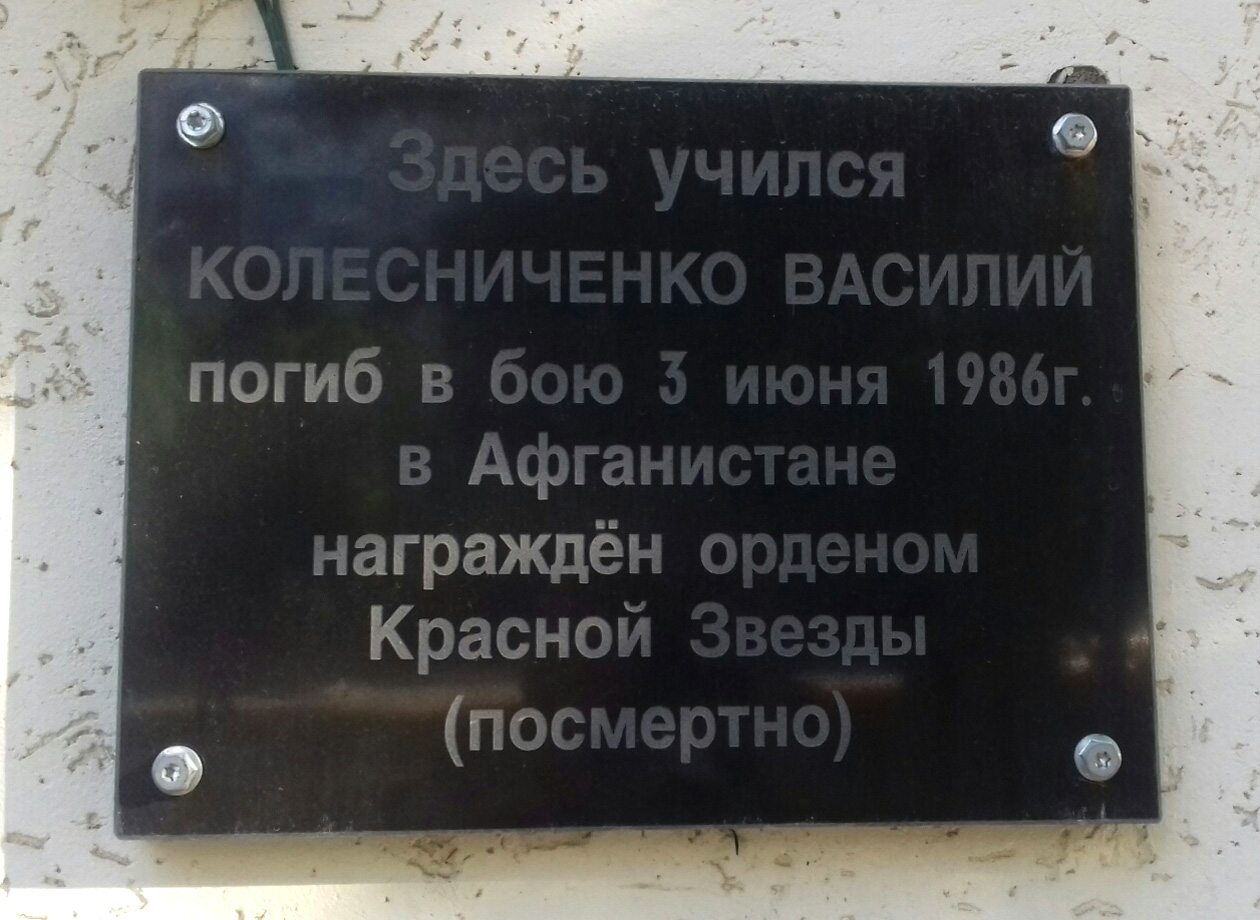 Здесь учился
КОЛЕСНИЧЕНКО ВАСИЛИЙ
погиб в бою 3 июня 1986г.
в Афганистане
награждён орденом
Красной Звезды
(посмертно)